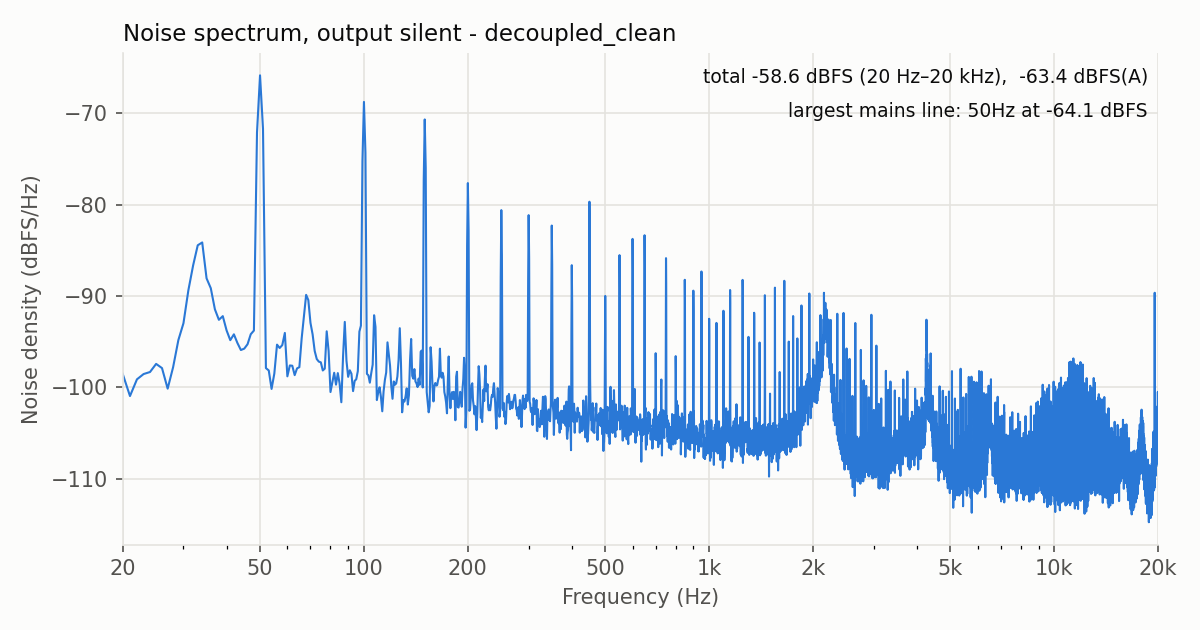 Noise spectrum, output silent - decoupled_clean
total -58.6 dBFS (20 Hz–20 kHz),  -63.4 dBFS(A)
largest mains line: 50Hz at -64.1 dBFS
Noise density (dBFS/Hz)
−70
−80
−90
−100
−110
20 50 100 200 500 1k 2k 5k 10k 20k
Frequency (Hz)